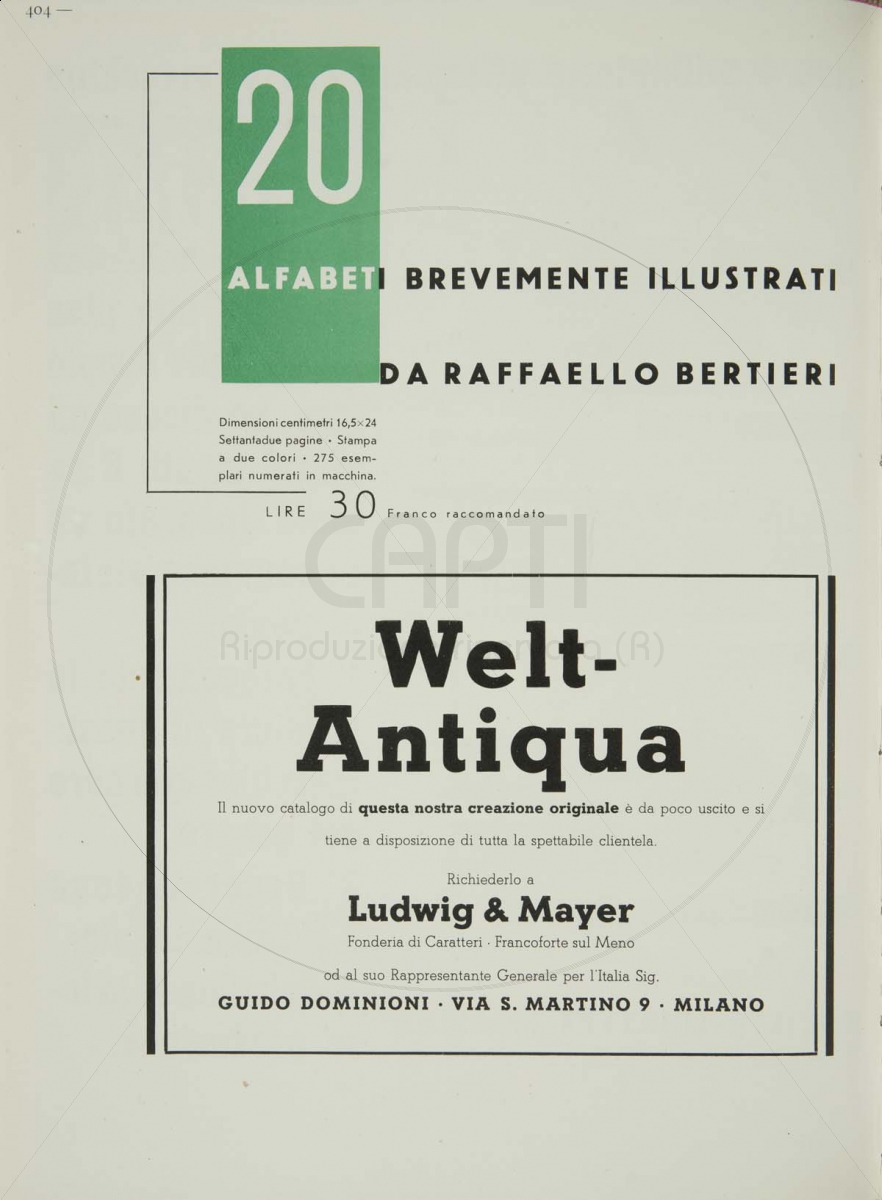 404 —
20
ALFABETI BREVEMENTE ILLUSTRATI
DA RAFFAELLO BERTIERI
Dimensioni centimetri 16,5×24
Settantadue pagine • Stampa
a due colori • 275 esem-
plari numerati in macchina.
LIRE 30 Franco raccomandato
CAPTI
Riproduzione riservata (R)
Welt-
Antiqua
Il nuovo catalogo di questa nostra creazione originale è da poco uscito e si
tiene a disposizione di tutta la spettabile clientela.
Richiederlo a
Ludwig & Mayer
Fonderia di Caratteri · Francoforte sul Meno
od al suo Rappresentante Generale per l'Italia Sig.
GUIDO DOMINIONI · VIA S. MARTINO 9 · MILANO